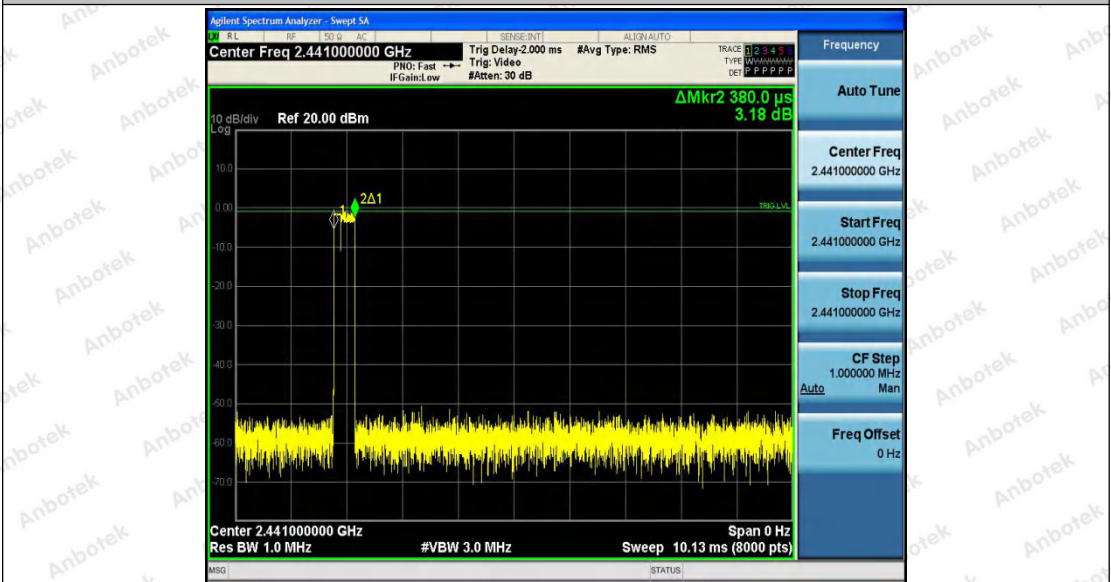 Agilent Spectrum Analyzer - Swept SA
LXI RL RF 50 Ω AC SENSE:INT ALIGN AUTO
Center Freq 2.441000000 GHz
PNO: Fast
IFGain:Low
Trig Delay-2.000 ms
Trig: Video
#Atten: 30 dB
#Avg Type: RMS
TRACE 1 2 3 4 5 6
TYPE W
DET P P P P P P
ΔMkr2 380.0 µs
3.18 dB
10 dB/div Ref 20.00 dBm
Log
10.0
0.00
-10.0
-20.0
-30.0
-40.0
-50.0
-60.0
-70.0
1
2Δ1
TRIG LVL
Center 2.441000000 GHz Span 0 Hz
Res BW 1.0 MHz #VBW 3.0 MHz Sweep 10.13 ms (8000 pts)
MSG STATUS
Frequency
Auto Tune
Center Freq
2.441000000 GHz
Start Freq
2.441000000 GHz
Stop Freq
2.441000000 GHz
CF Step
1.000000 MHz
Auto Man
Freq Offset
0 Hz
Anbotek